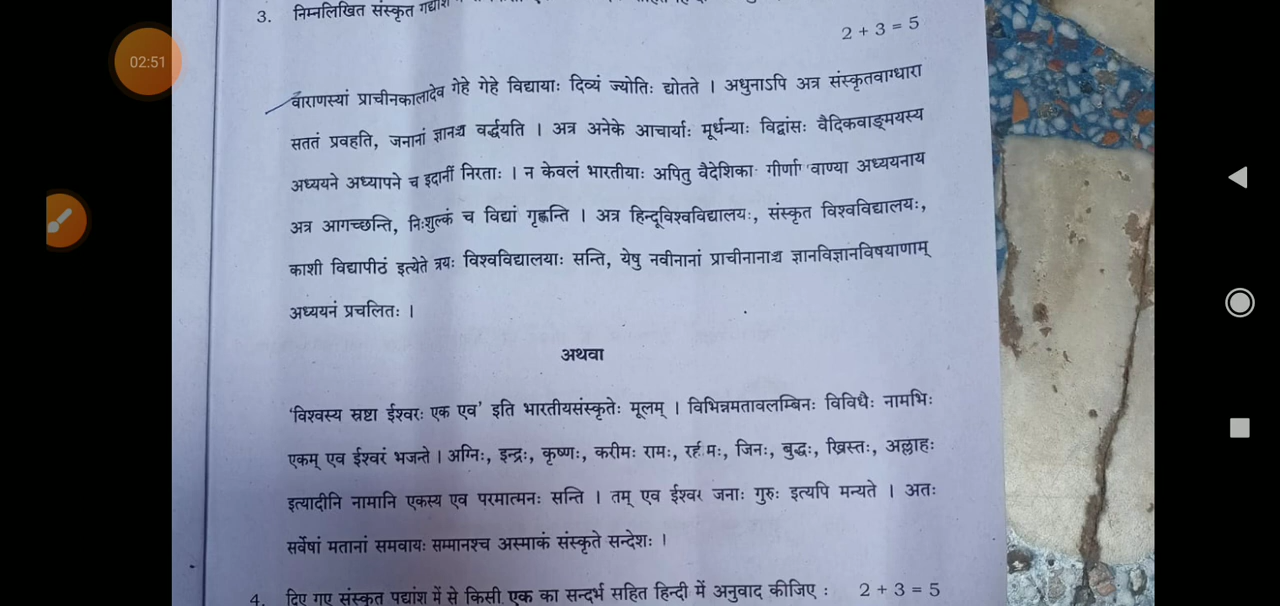 3. निम्नलिखित संस्कृत गद्यांश
2 + 3 = 5
02:51
वाराणस्यां प्राचीनकालादेव गेहे गेहे विद्यायाः दिव्यं ज्योतिः द्योतते । अधुनाऽपि अत्र संस्कृतवाग्धारा
सततं प्रवहति, जनानां ज्ञानञ्च वर्द्धयति । अत्र अनेके आचार्याः मूर्धन्याः विद्वांसः वैदिकवाङ्मयस्य
अध्ययने अध्यापने च इदानीं निरताः । न केवलं भारतीयाः अपितु वैदेशिकाः गीर्णा वाण्या अध्ययनाय
अत्र आगच्छन्ति, निःशुल्कं च विद्यां गृह्णन्ति । अत्र हिन्दूविश्वविद्यालयः, संस्कृत विश्वविद्यालयः,
काशी विद्यापीठं इत्येते त्रयः विश्वविद्यालयाः सन्ति, येषु नवीनानां प्राचीनानाञ्च ज्ञानविज्ञानविषयाणाम्
अध्ययनं प्रचलितः ।
अथवा
‘विश्वस्य स्रष्टा ईश्वरः एक एव’ इति भारतीयसंस्कृतेः मूलम् । विभिन्नमतावलम्बिनः विविधैः नामभिः
एकम् एव ईश्वरं भजन्ते । अग्निः, इन्द्रः, कृष्णः, करीमः रामः, रहीमः, जिनः, बुद्धः, ख्रिस्तः, अल्लाहः
इत्यादीनि नामानि एकस्य एव परमात्मनः सन्ति । तम् एव ईश्वर जनाः गुरुः इत्यपि मन्यते । अतः
सर्वेषां मतानां समवायः सम्मानश्च अस्माकं संस्कृते सन्देशः ।
4. दिए गए संस्कृत पद्यांश में से किसी एक का सन्दर्भ सहित हिन्दी में अनुवाद कीजिए : 2 + 3 = 5